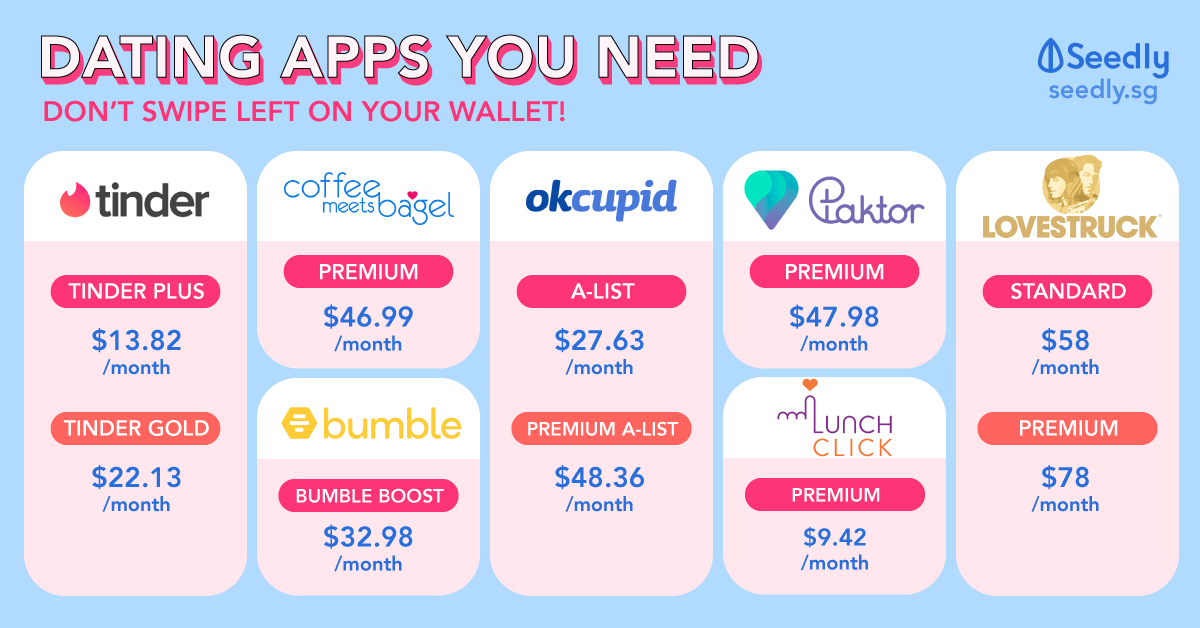 DATING APPS YOU NEED
DON'T SWIPE LEFT ON YOUR WALLET!
Seedly
seedly.sg
tinder
TINDER PLUS
$13.82
/month
TINDER GOLD
$22.13
/month
coffee
meets bagel
PREMIUM
$46.99
/month
bumble
BUMBLE BOOST
$32.98
/month
okcupid
A-LIST
$27.63
/month
PREMIUM A-LIST
$48.36
/month
Paktor
PREMIUM
$47.98
/month
LUNCH
CLICK
PREMIUM
$9.42
/month
LOVESTRUCK
STANDARD
$58
/month
PREMIUM
$78
/month